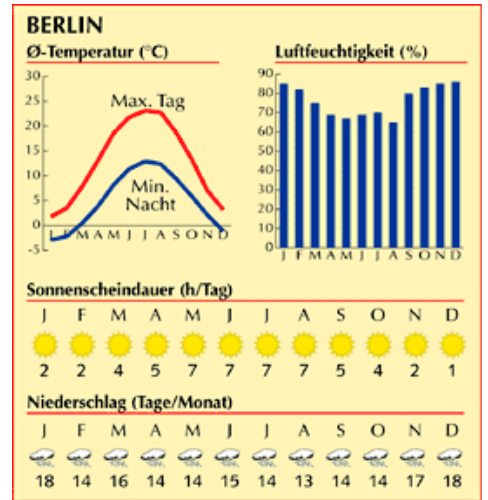 BERLIN
Ø-Temperatur (°C)
30
25
20
15
10
5
0
-5
Max. Tag
Min.
Nacht
J F M A M J J A S O N D
Luftfeuchtigkeit (%)
90
80
70
60
50
40
30
20
10
0
J F M A M J J A S O N D
Sonnenscheindauer (h/Tag)
J F M A M J J A S O N D
2 2 4 5 7 7 7 7 5 4 2 1
Niederschlag (Tage/Monat)
J F M A M J J A S O N D
18 14 16 14 14 15 14 13 14 14 17 18